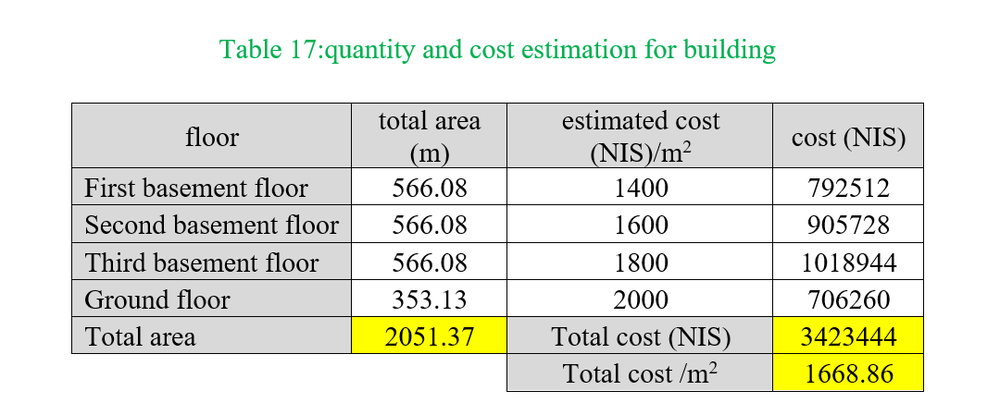 Table 17:quantity and cost estimation for building
floor total area (m) estimated cost (NIS)/m² cost (NIS)
First basement floor 566.08 1400 792512
Second basement floor 566.08 1600 905728
Third basement floor 566.08 1800 1018944
Ground floor 353.13 2000 706260
Total area 2051.37 Total cost (NIS) 3423444
Total cost /m² 1668.86